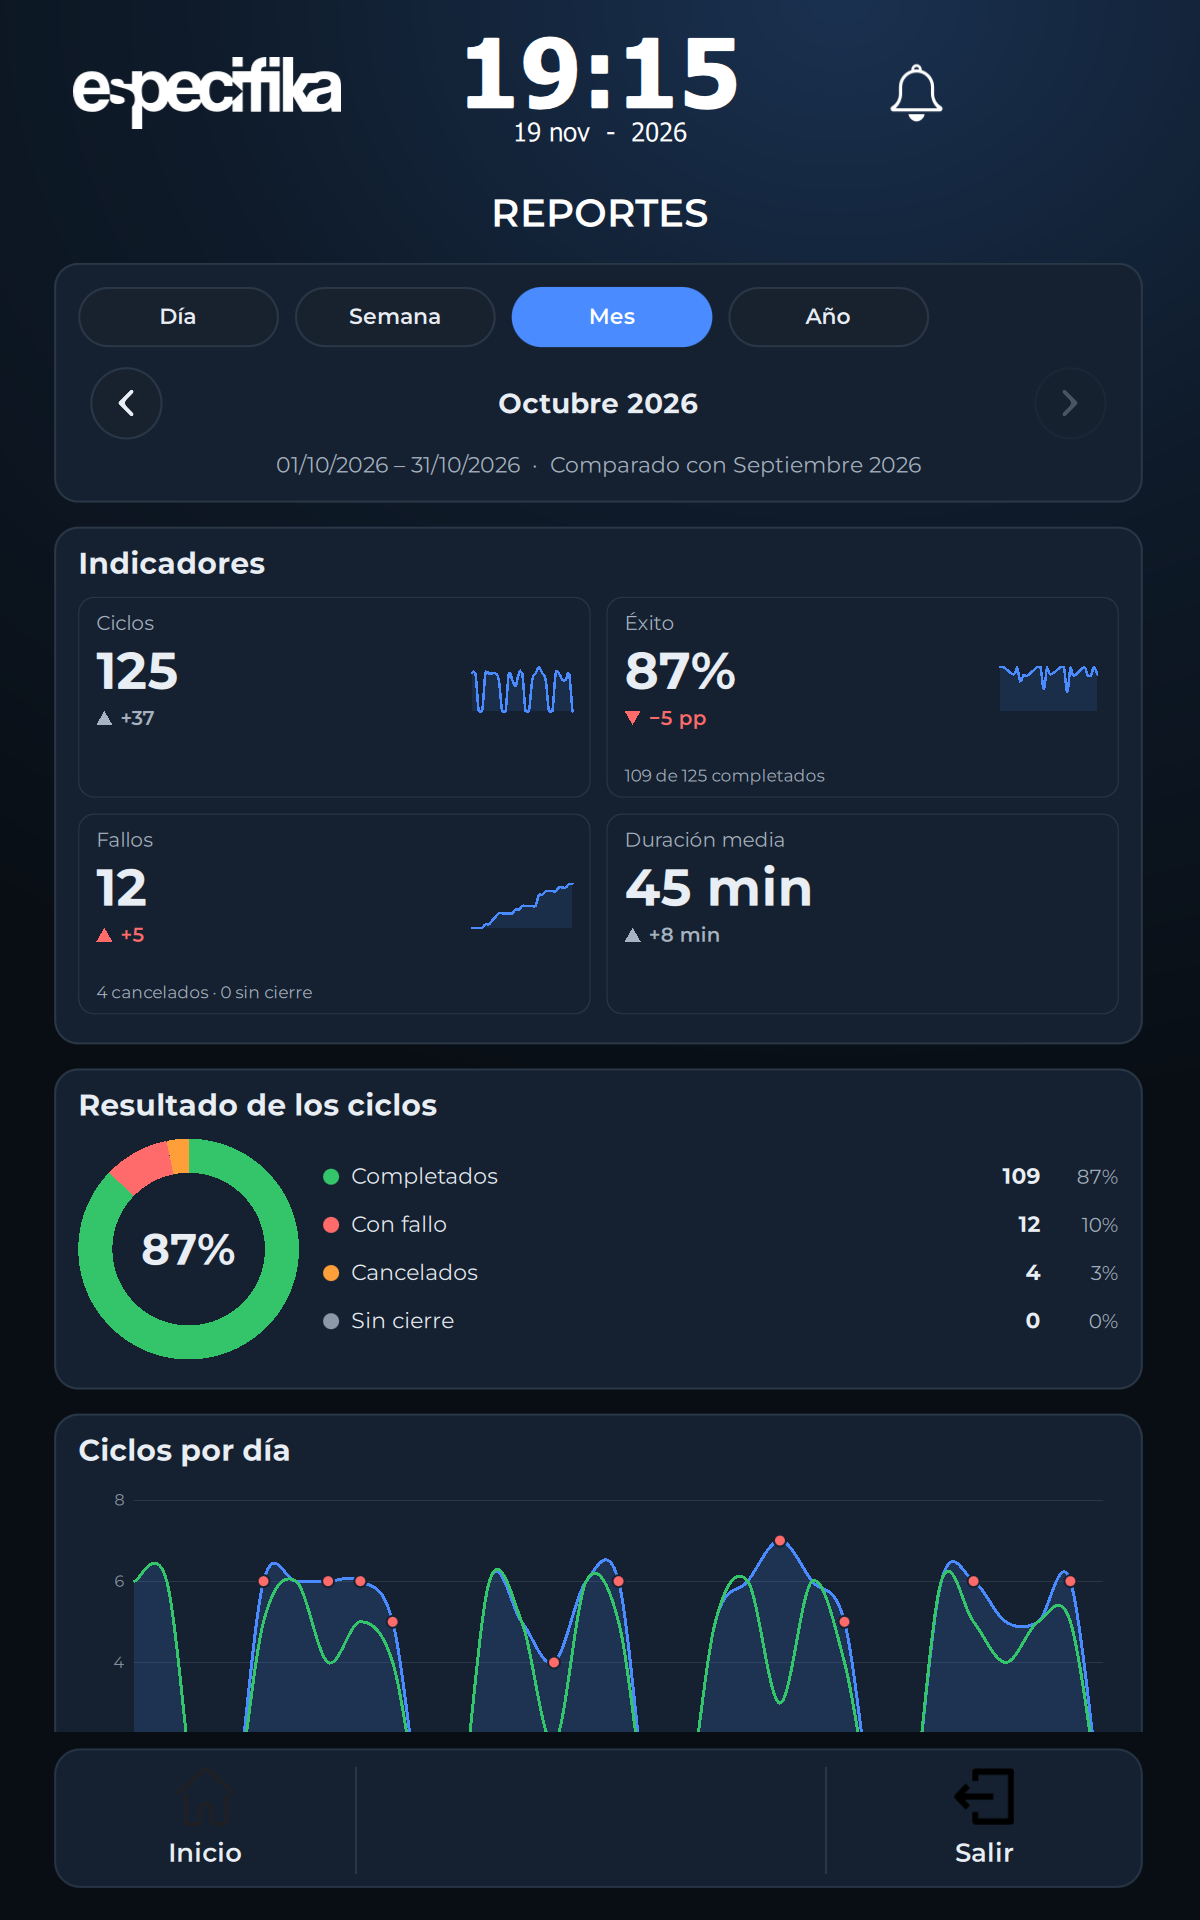 especifika
19:15
19 nov - 2026
REPORTES
Día
Semana
Mes
Año
Octubre 2026
01/10/2026 – 31/10/2026 · Comparado con Septiembre 2026
Indicadores
Ciclos
125
▲ +37
Éxito
87%
▼ −5 pp
109 de 125 completados
Fallos
12
▲ +5
4 cancelados · 0 sin cierre
Duración media
45 min
▲ +8 min
Resultado de los ciclos
87%
Completados 109 87%
Con fallo 12 10%
Cancelados 4 3%
Sin cierre 0 0%
Ciclos por día
8
6
4
Inicio
Salir